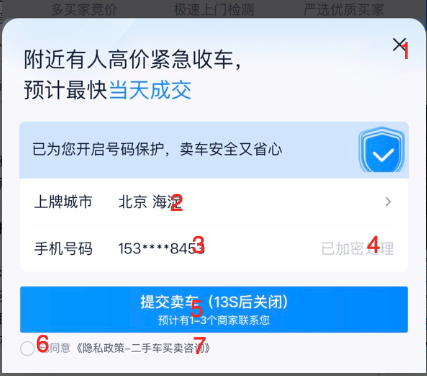 多买家竞价 极速上门检测 严选优质买家
1
附近有人高价紧急收车，
预计最快当天成交
已为您开启号码保护，卖车安全又省心
上牌城市 北京 海淀 2
手机号码 153****8453 3 已加密处理 4
提交卖车（13S后关闭） 5
预计有1-3个商家联系您
6 同意《隐私政策-二手车买卖咨询》 7